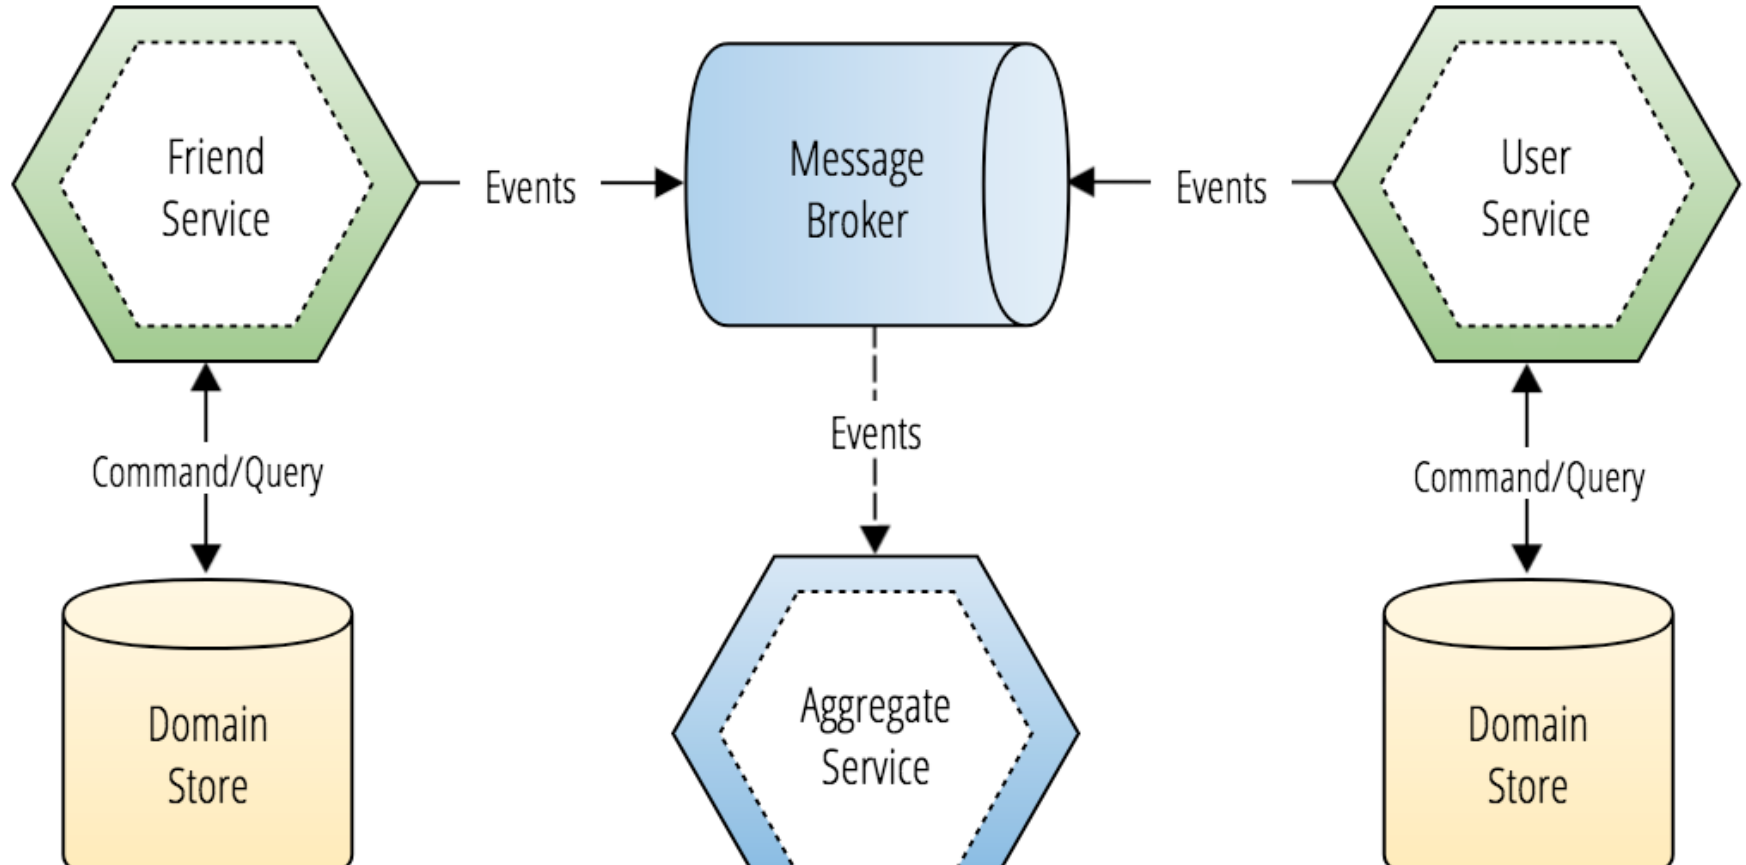 Friend
Service
Events
Message
Broker
Events
User
Service
Events
Command/Query
Command/Query
Domain
Store
Aggregate
Service
Domain
Store